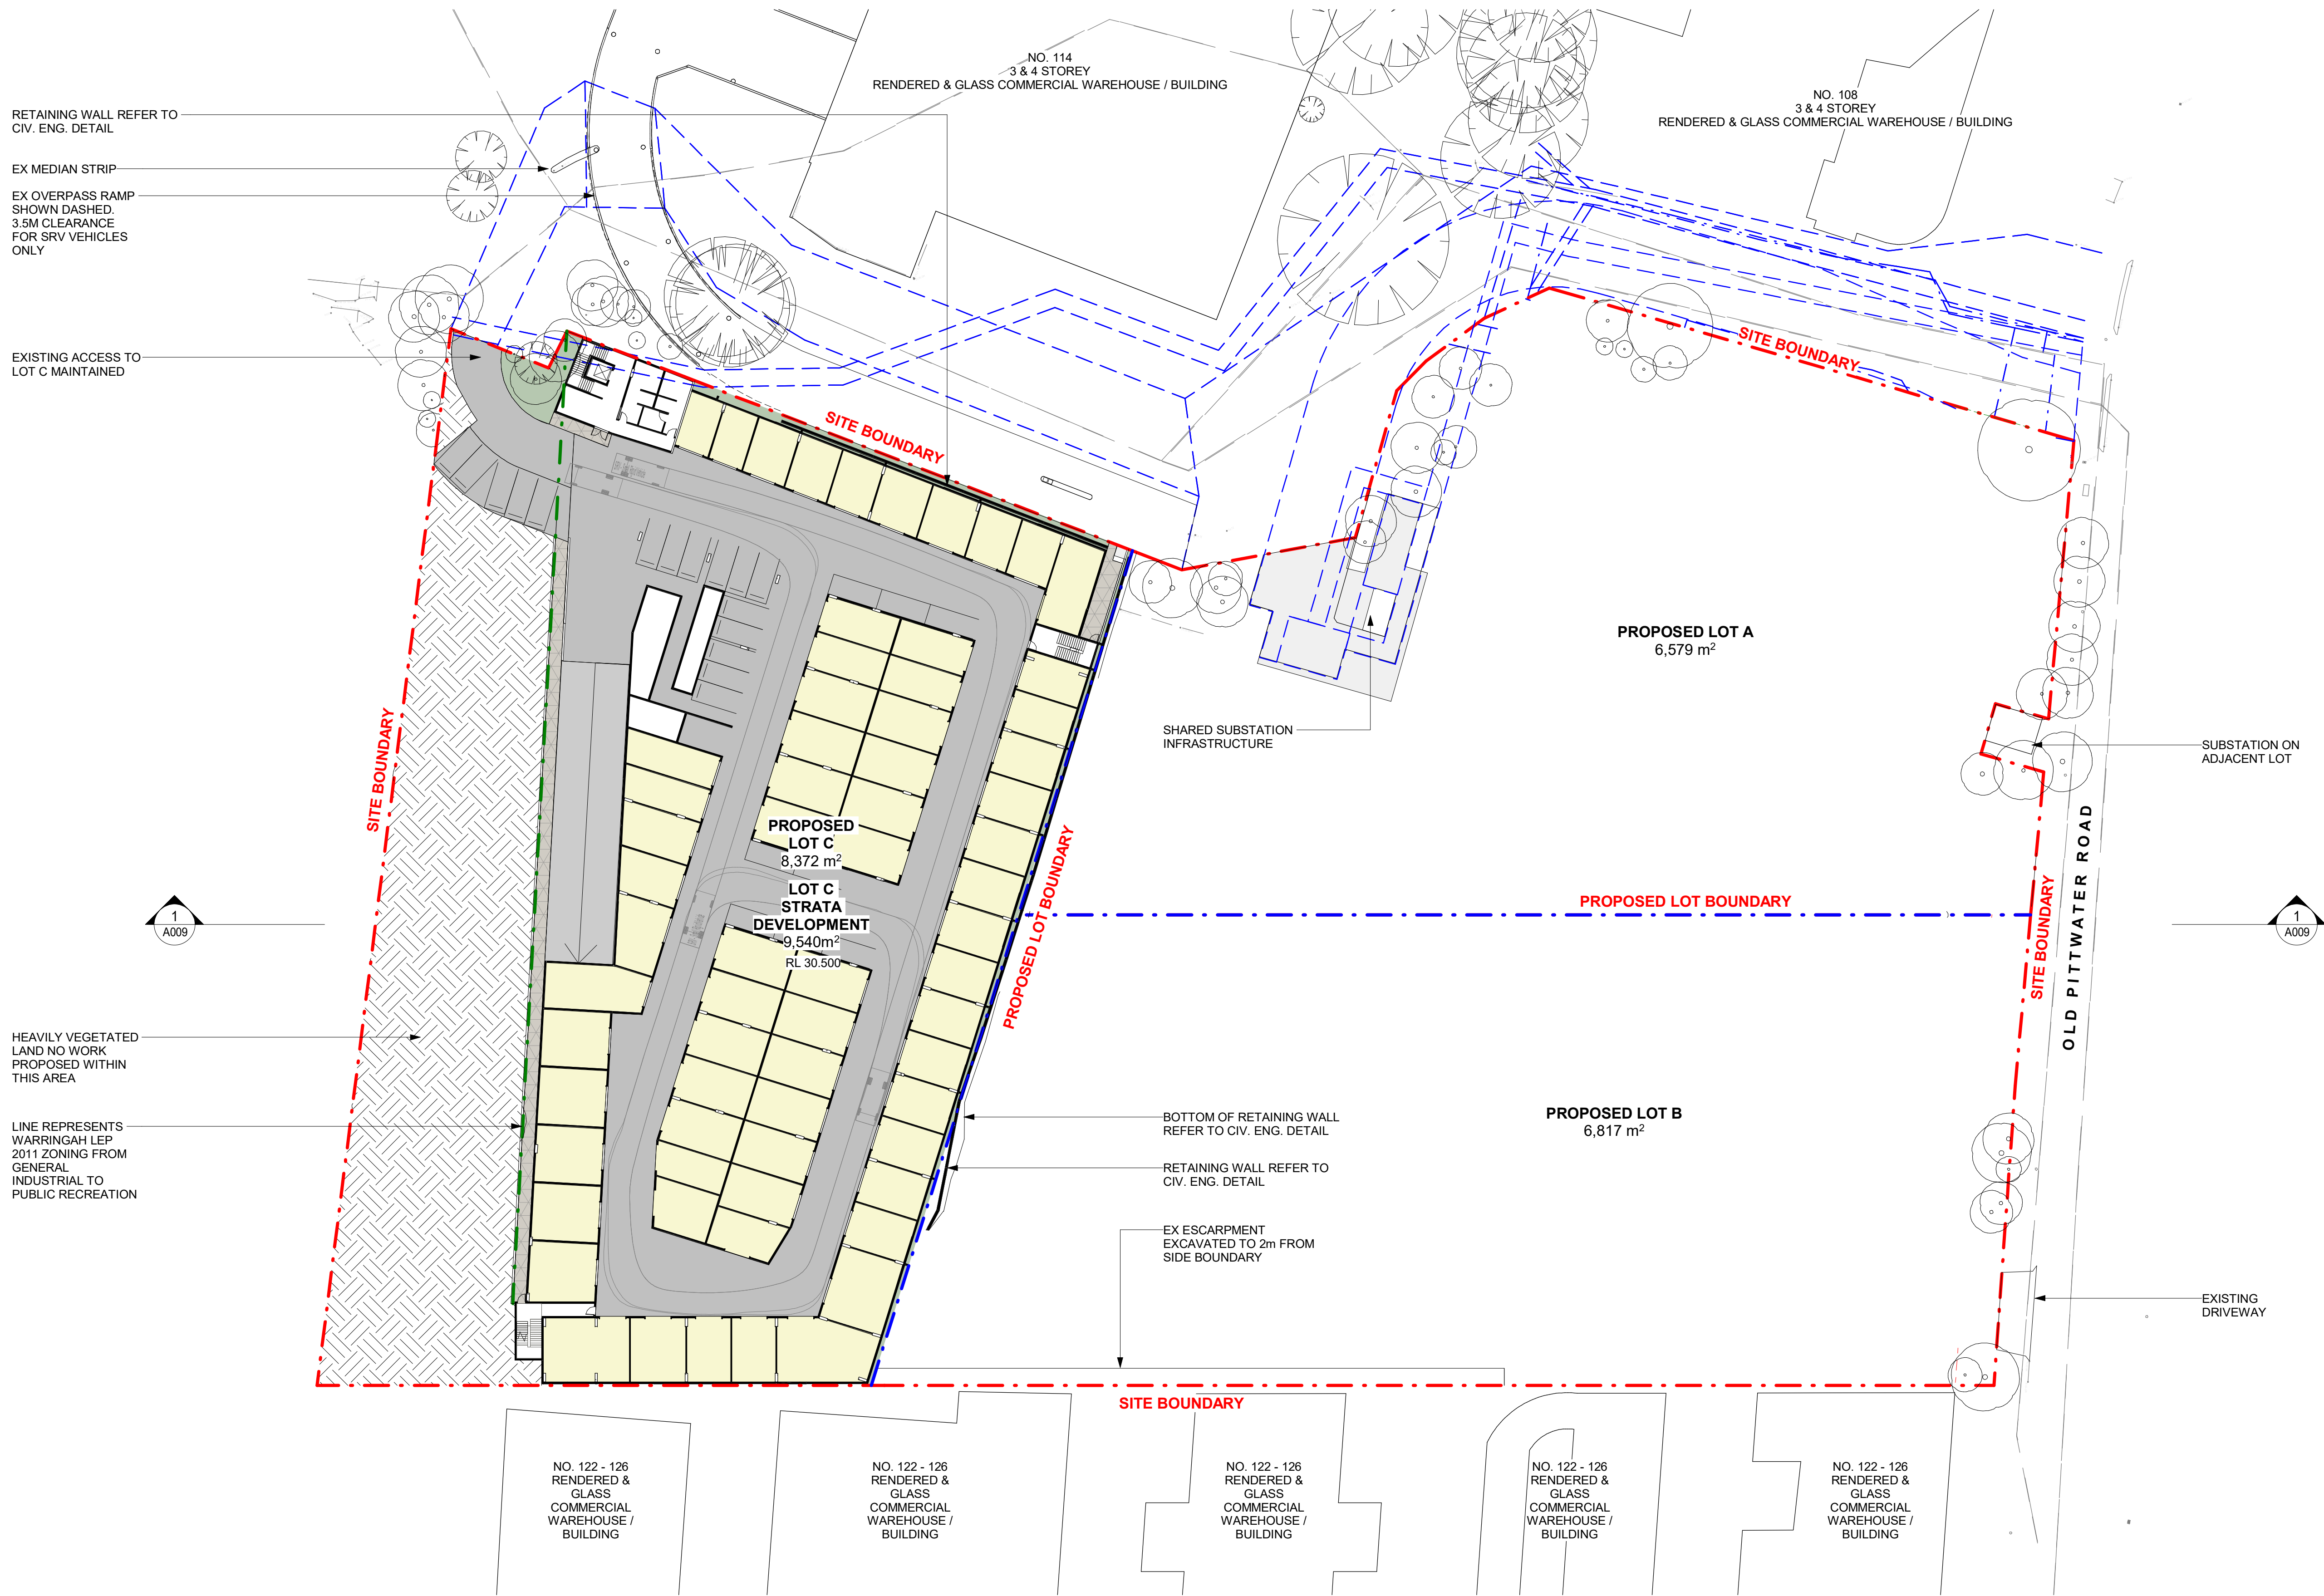 NO. 114
3 & 4 STOREY
RENDERED & GLASS COMMERCIAL WAREHOUSE / BUILDING
NO. 108
3 & 4 STOREY
RENDERED & GLASS COMMERCIAL WAREHOUSE / BUILDING
RETAINING WALL REFER TO
CIV. ENG. DETAIL
EX MEDIAN STRIP
EX OVERPASS RAMP
SHOWN DASHED.
3.5M CLEARANCE
FOR SRV VEHICLES
ONLY
EXISTING ACCESS TO
LOT C MAINTAINED
SITE BOUNDARY
SITE BOUNDARY
PROPOSED LOT A
6,579 m²
SHARED SUBSTATION
INFRASTRUCTURE
SUBSTATION ON
ADJACENT LOT
SITE BOUNDARY
PROPOSED
LOT C
8,372 m²
LOT C
STRATA
DEVELOPMENT
9,540m²
RL 30.500
PROPOSED LOT BOUNDARY
PROPOSED LOT BOUNDARY
SITE BOUNDARY
OLD PITTWATER ROAD
1
A009
1
A009
HEAVILY VEGETATED
LAND NO WORK
PROPOSED WITHIN
THIS AREA
LINE REPRESENTS
WARRINGAH LEP
2011 ZONING FROM
GENERAL
INDUSTRIAL TO
PUBLIC RECREATION
BOTTOM OF RETAINING WALL
REFER TO CIV. ENG. DETAIL
RETAINING WALL REFER TO
CIV. ENG. DETAIL
EX ESCARPMENT
EXCAVATED TO 2m FROM
SIDE BOUNDARY
PROPOSED LOT B
6,817 m²
EXISTING
DRIVEWAY
SITE BOUNDARY
NO. 122 - 126
RENDERED &
GLASS
COMMERCIAL
WAREHOUSE /
BUILDING
NO. 122 - 126
RENDERED &
GLASS
COMMERCIAL
WAREHOUSE /
BUILDING
NO. 122 - 126
RENDERED &
GLASS
COMMERCIAL
WAREHOUSE /
BUILDING
NO. 122 - 126
RENDERED &
GLASS
COMMERCIAL
WAREHOUSE /
BUILDING
NO. 122 - 126
RENDERED &
GLASS
COMMERCIAL
WAREHOUSE /
BUILDING